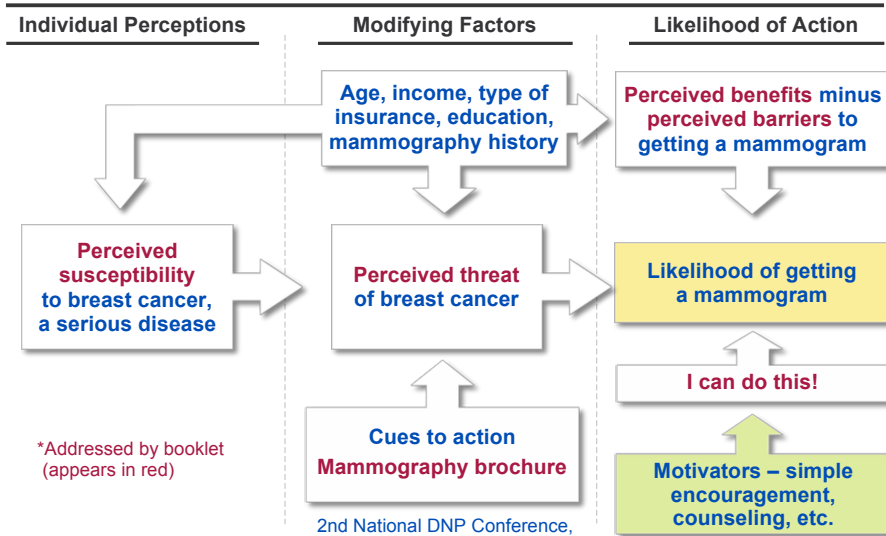 Individual Perceptions
Modifying Factors
Likelihood of Action
Age, income, type of
insurance, education,
mammography history
Perceived benefits minus
perceived barriers to
getting a mammogram
Perceived
susceptibility
to breast cancer,
a serious disease
Perceived threat
of breast cancer
Likelihood of getting
a mammogram
I can do this!
*Addressed by booklet
(appears in red)
Cues to action
Mammography brochure
Motivators – simple
encouragement,
counseling, etc.
2nd National DNP Conference,